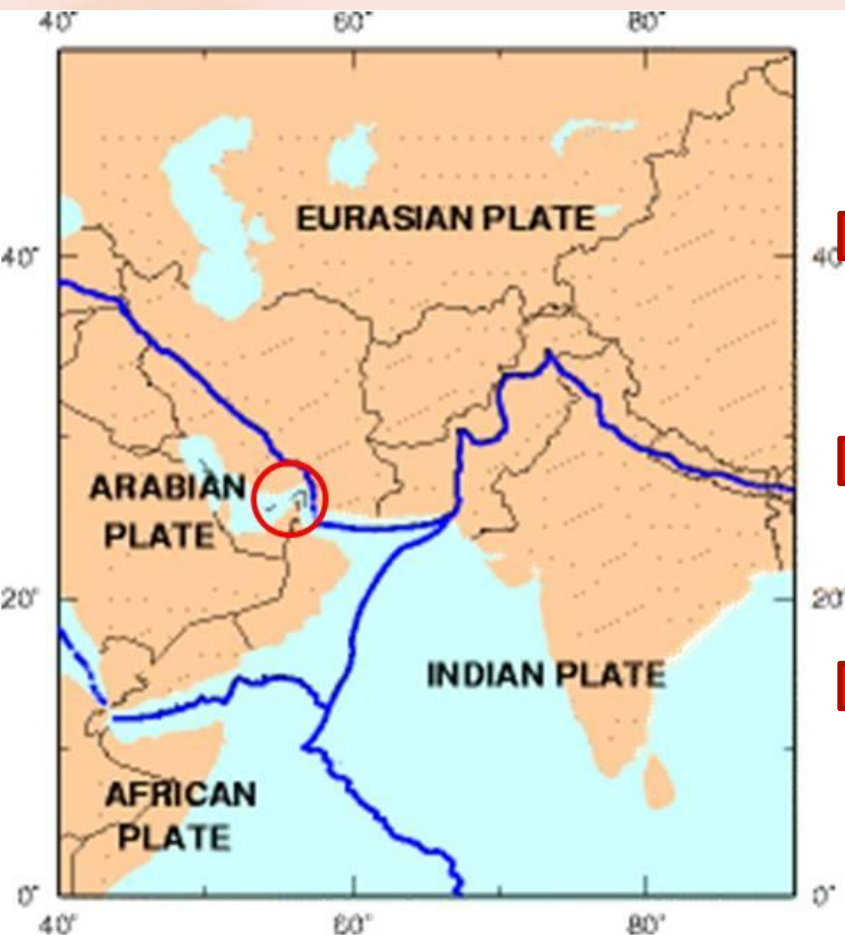 40° 60° 80°
EURASIAN PLATE
40° 40°
ARABIAN
PLATE
20° 20°
INDIAN PLATE
AFRICAN
PLATE
0° 0°
40° 60° 80°